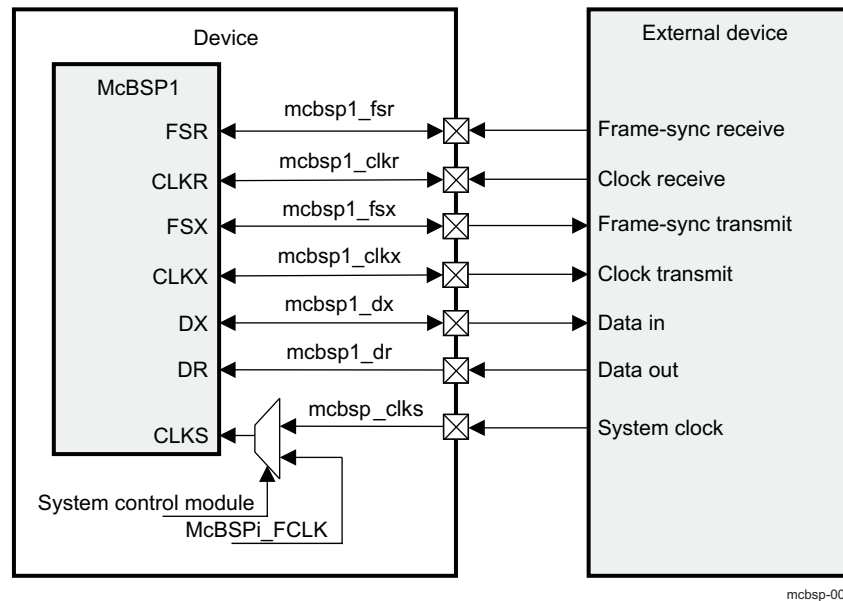 Device
External device
McBSP1
FSR
mcbsp1_fsr
Frame-sync receive
CLKR
mcbsp1_clkr
Clock receive
FSX
mcbsp1_fsx
Frame-sync transmit
CLKX
mcbsp1_clkx
Clock transmit
DX
mcbsp1_dx
Data in
DR
mcbsp1_dr
Data out
CLKS
mcbsp_clks
System clock
System control module
McBSPi_FCLK